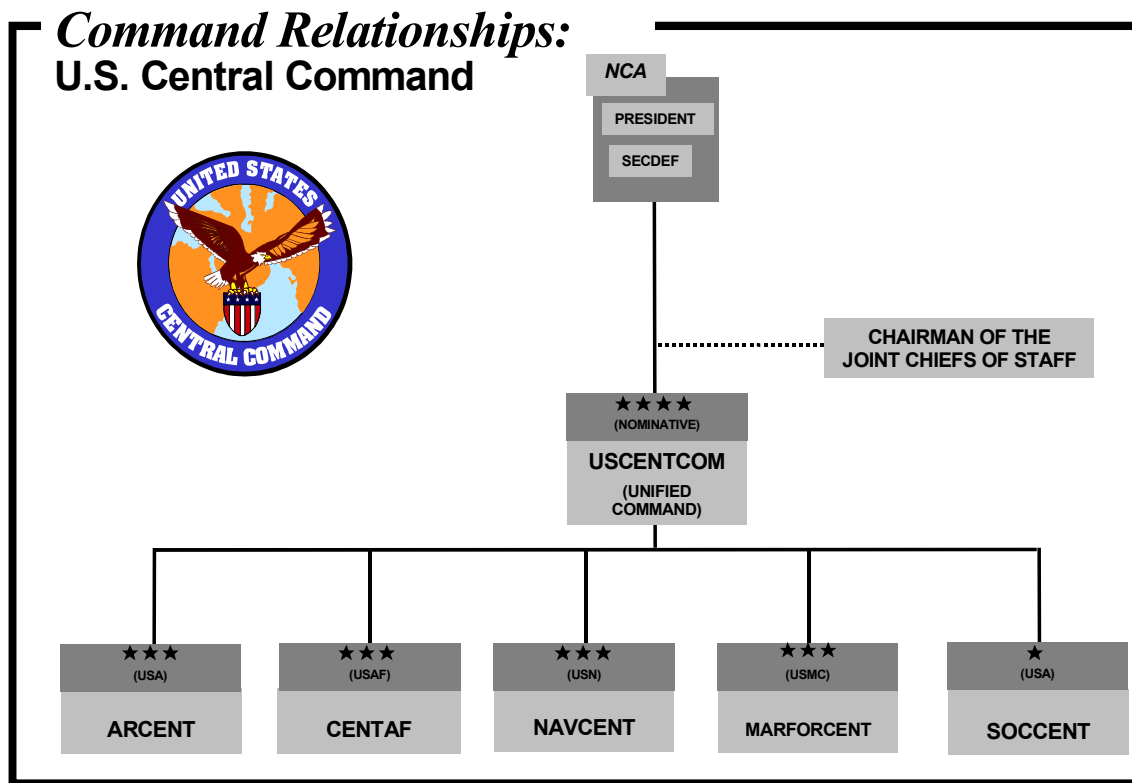 Command Relationships:
U.S. Central Command
UNITED STATES
CENTRAL COMMAND
NCA
PRESIDENT
SECDEF
CHAIRMAN OF THE
JOINT CHIEFS OF STAFF
(NOMINATIVE)
USCENTCOM
(UNIFIED
COMMAND)
(USA)
ARCENT
(USAF)
CENTAF
(USN)
NAVCENT
(USMC)
MARFORCENT
(USA)
SOCCENT